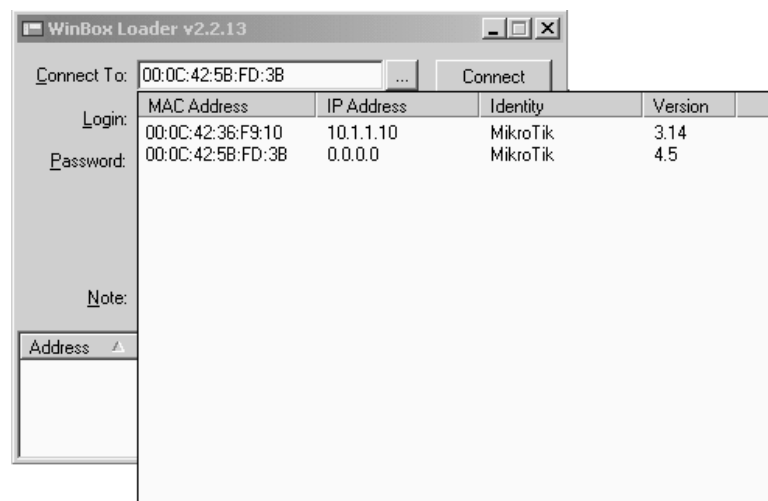 WinBox Loader v2.2.13
Connect To: 00:0C:42:5B:FD:3B ... Connect
MAC Address IP Address Identity Version
Login:
00:0C:42:36:F9:10 10.1.1.10 MikroTik 3.14
Password: 00:0C:42:5B:FD:3B 0.0.0.0 MikroTik 4.5
Note:
Address